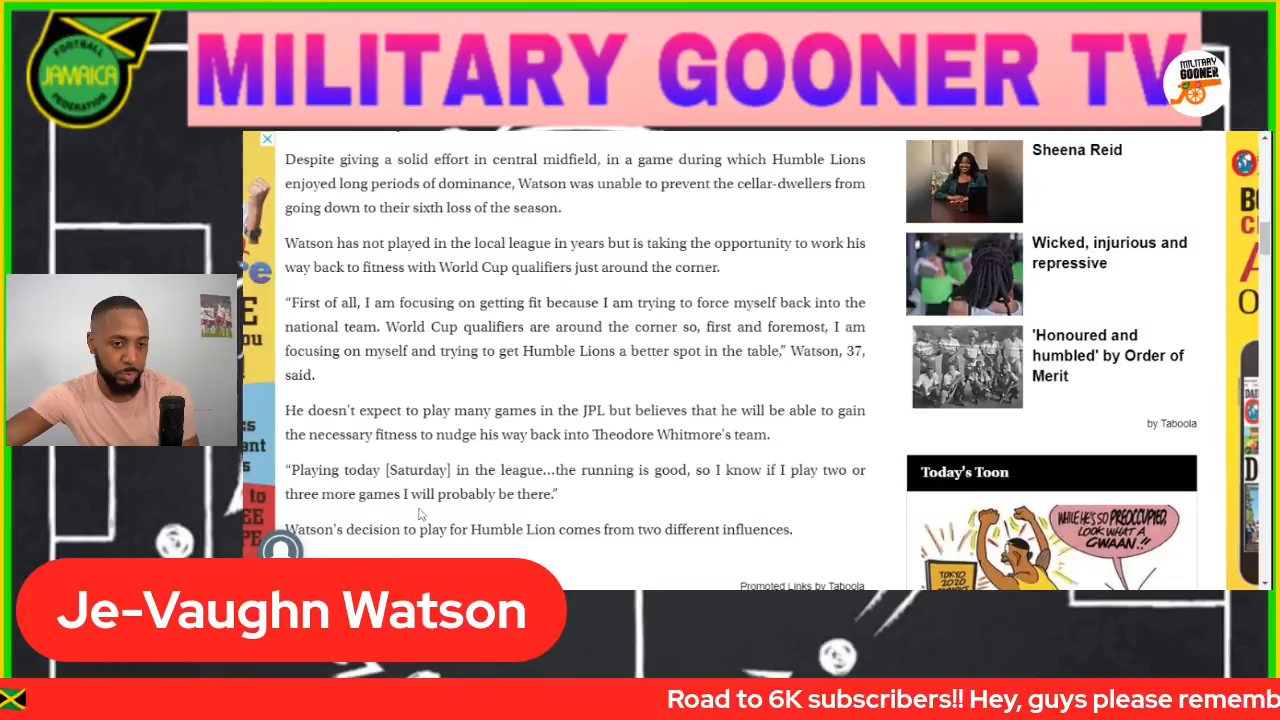 FOOTBALL
JAMAICA
FEDERATION
MILITARY GOONER TV
MILITARY
GOONER
Despite giving a solid effort in central midfield, in a game during which Humble Lions
enjoyed long periods of dominance, Watson was unable to prevent the cellar-dwellers from
going down to their sixth loss of the season.
Watson has not played in the local league in years but is taking the opportunity to work his
way back to fitness with World Cup qualifiers just around the corner.
“First of all, I am focusing on getting fit because I am trying to force myself back into the
national team. World Cup qualifiers are around the corner so, first and foremost, I am
focusing on myself and trying to get Humble Lions a better spot in the table,” Watson, 37,
said.
He doesn't expect to play many games in the JPL but believes that he will be able to gain
the necessary fitness to nudge his way back into Theodore Whitmore's team.
“Playing today [Saturday] in the league…the running is good, so I know if I play two or
three more games I will probably be there.”
Watson's decision to play for Humble Lion comes from two different influences.
Promoted Links by Taboola
Sheena Reid
Wicked, injurious and
repressive
'Honoured and
humbled' by Order of
Merit
by Taboola
Today's Toon
WHILE HE'S SO PREOCCUPIED,
LOOK WHAT A
GWAAN..!!
TOKYO
2020
Je-Vaughn Watson
Road to 6K subscribers!! Hey, guys please rememb